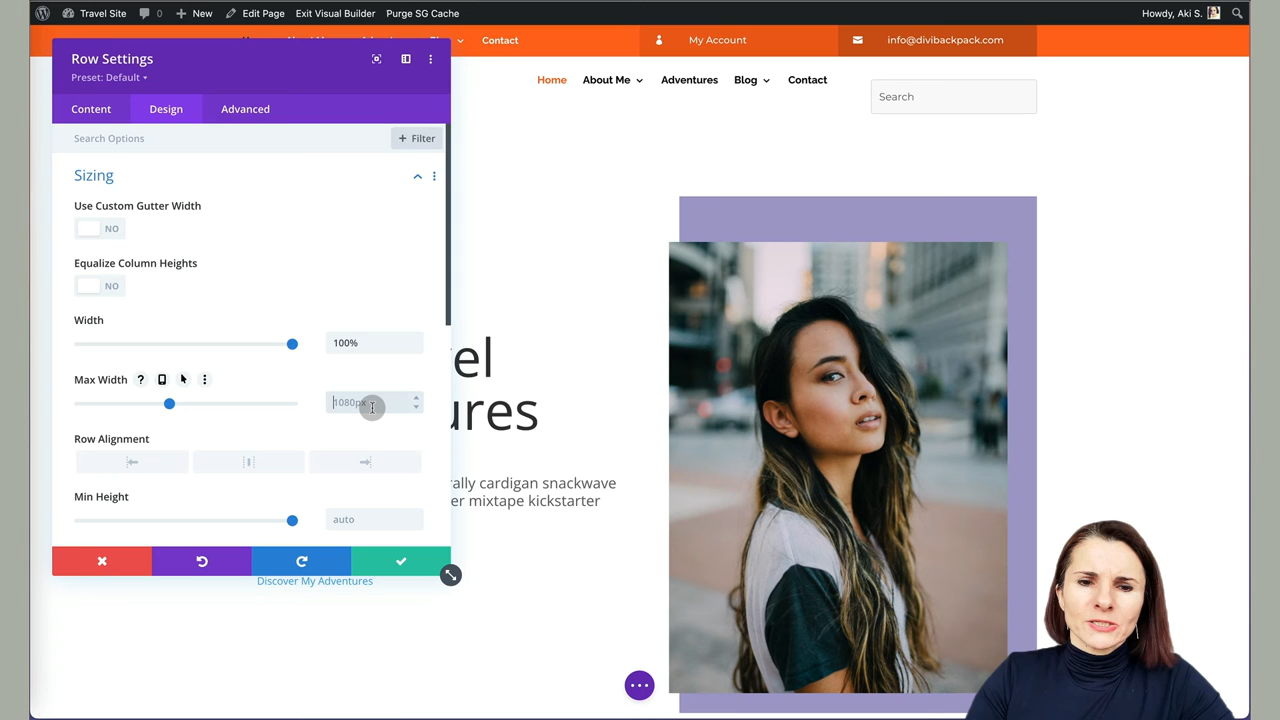 Travel Site
0
New
Edit Page
Exit Visual Builder
Purge SG Cache
Howdy, Aki S.
Contact
My Account
info@divibackpack.com
Home
About Me
Adventures
Blog
Contact
Search
Row Settings
Preset: Default
Content
Design
Advanced
Search Options
+ Filter
Sizing
Use Custom Gutter Width
NO
Equalize Column Heights
NO
Width
100%
Max Width ?
1080px
Row Alignment
Min Height
auto
el
ures
rally cardigan snackwave
er mixtape kickstarter
Discover My Adventures